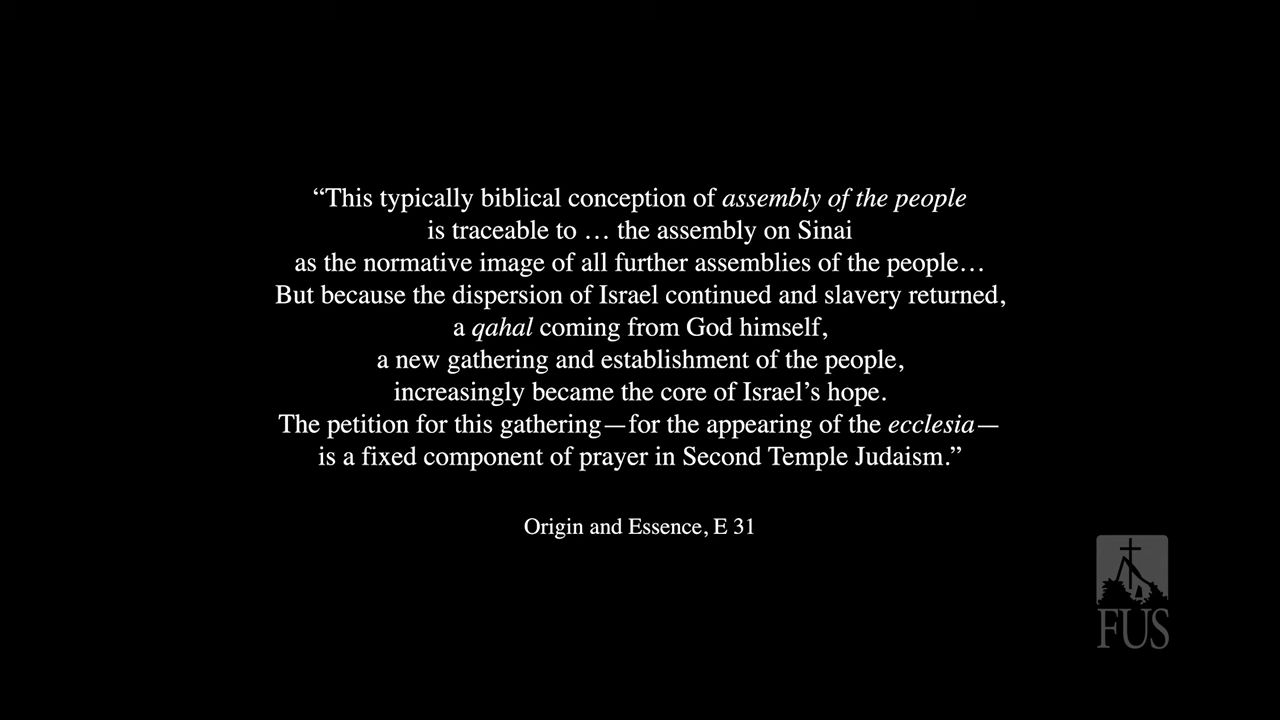 “This typically biblical conception of assembly of the people
is traceable to … the assembly on Sinai
as the normative image of all further assemblies of the people…
But because the dispersion of Israel continued and slavery returned,
a qahal coming from God himself,
a new gathering and establishment of the people,
increasingly became the core of Israel’s hope.
The petition for this gathering—for the appearing of the ecclesia—
is a fixed component of prayer in Second Temple Judaism.”
Origin and Essence, E 31
FUS